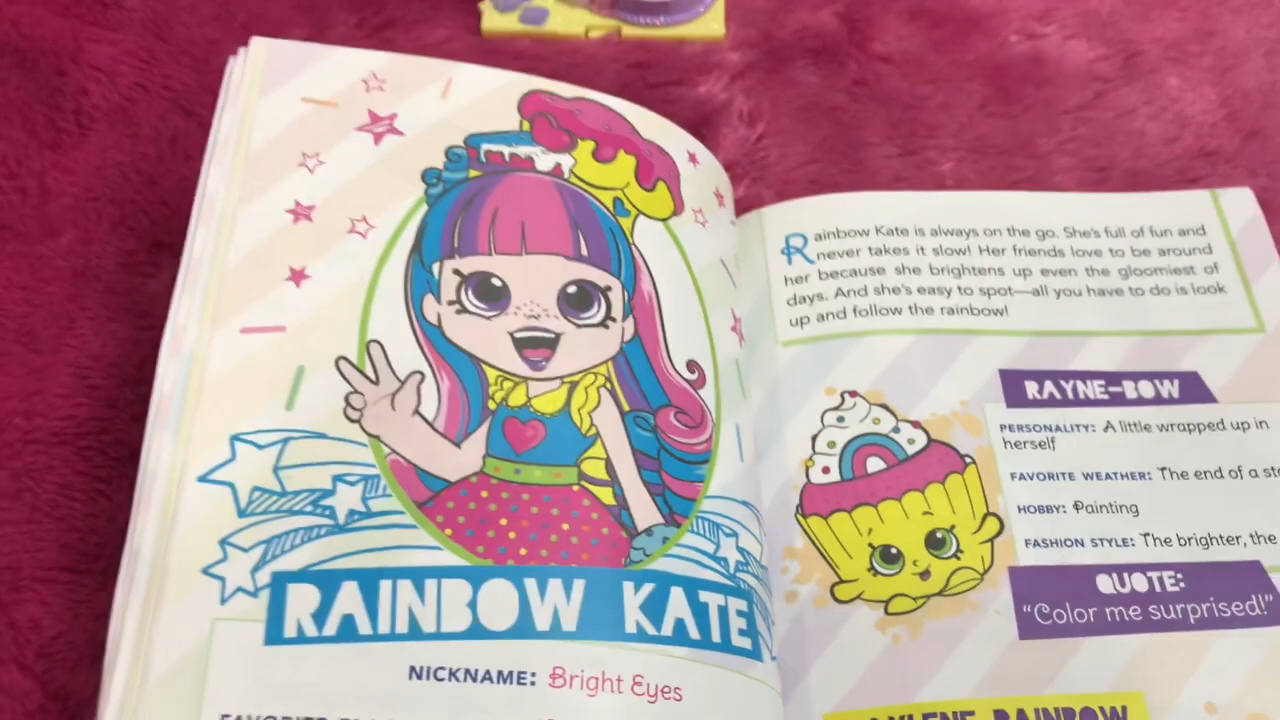 RAINBOW KATE
NICKNAME: Bright Eyes
FAVORITE
Rainbow Kate is always on the go. She's full of fun and
never takes it slow! Her friends love to be around
her because she brightens up even the gloomiest of
days. And she's easy to spot—all you have to do is look
up and follow the rainbow!
RAYNE-BOW
PERSONALITY: A little wrapped up in
herself
FAVORITE WEATHER: The end of a
HOBBY: Painting
FASHION STYLE: The brighter, the
QUOTE:
"Color me surprised!"
RAINBOW